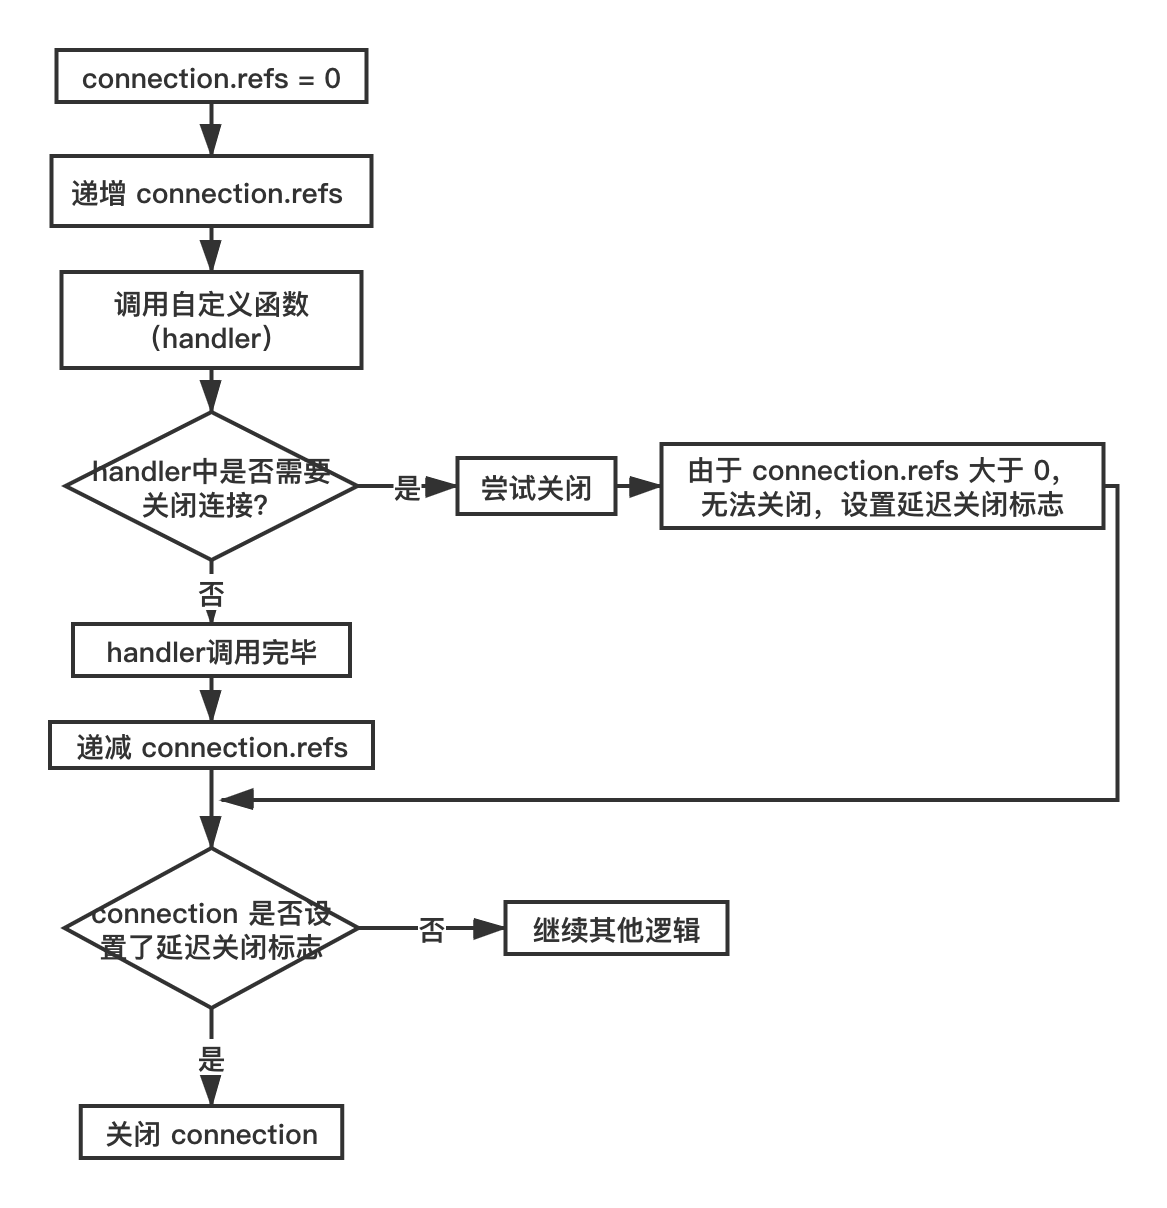 connection.refs = 0
递增 connection.refs
调用自定义函数
（handler）
handler中是否需要
关闭连接？
是
尝试关闭
由于 connection.refs 大于 0，
无法关闭，设置延迟关闭标志
否
handler调用完毕
递减 connection.refs
connection 是否设
置了延迟关闭标志
否
继续其他逻辑
是
关闭 connection